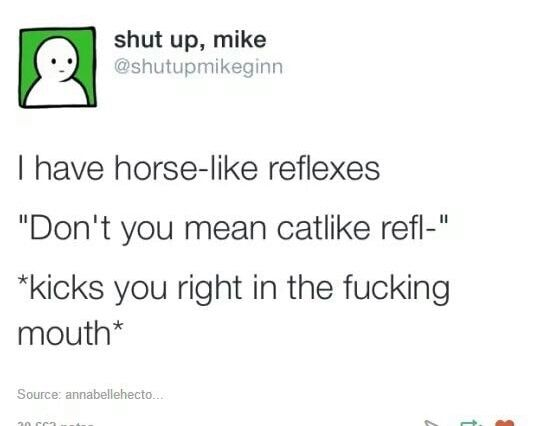 shut up, mike
@shutupmikeginn
I have horse-like reflexes
"Don't you mean catlike refl-"
*kicks you right in the fucking
mouth*
Source: annabellehecto...